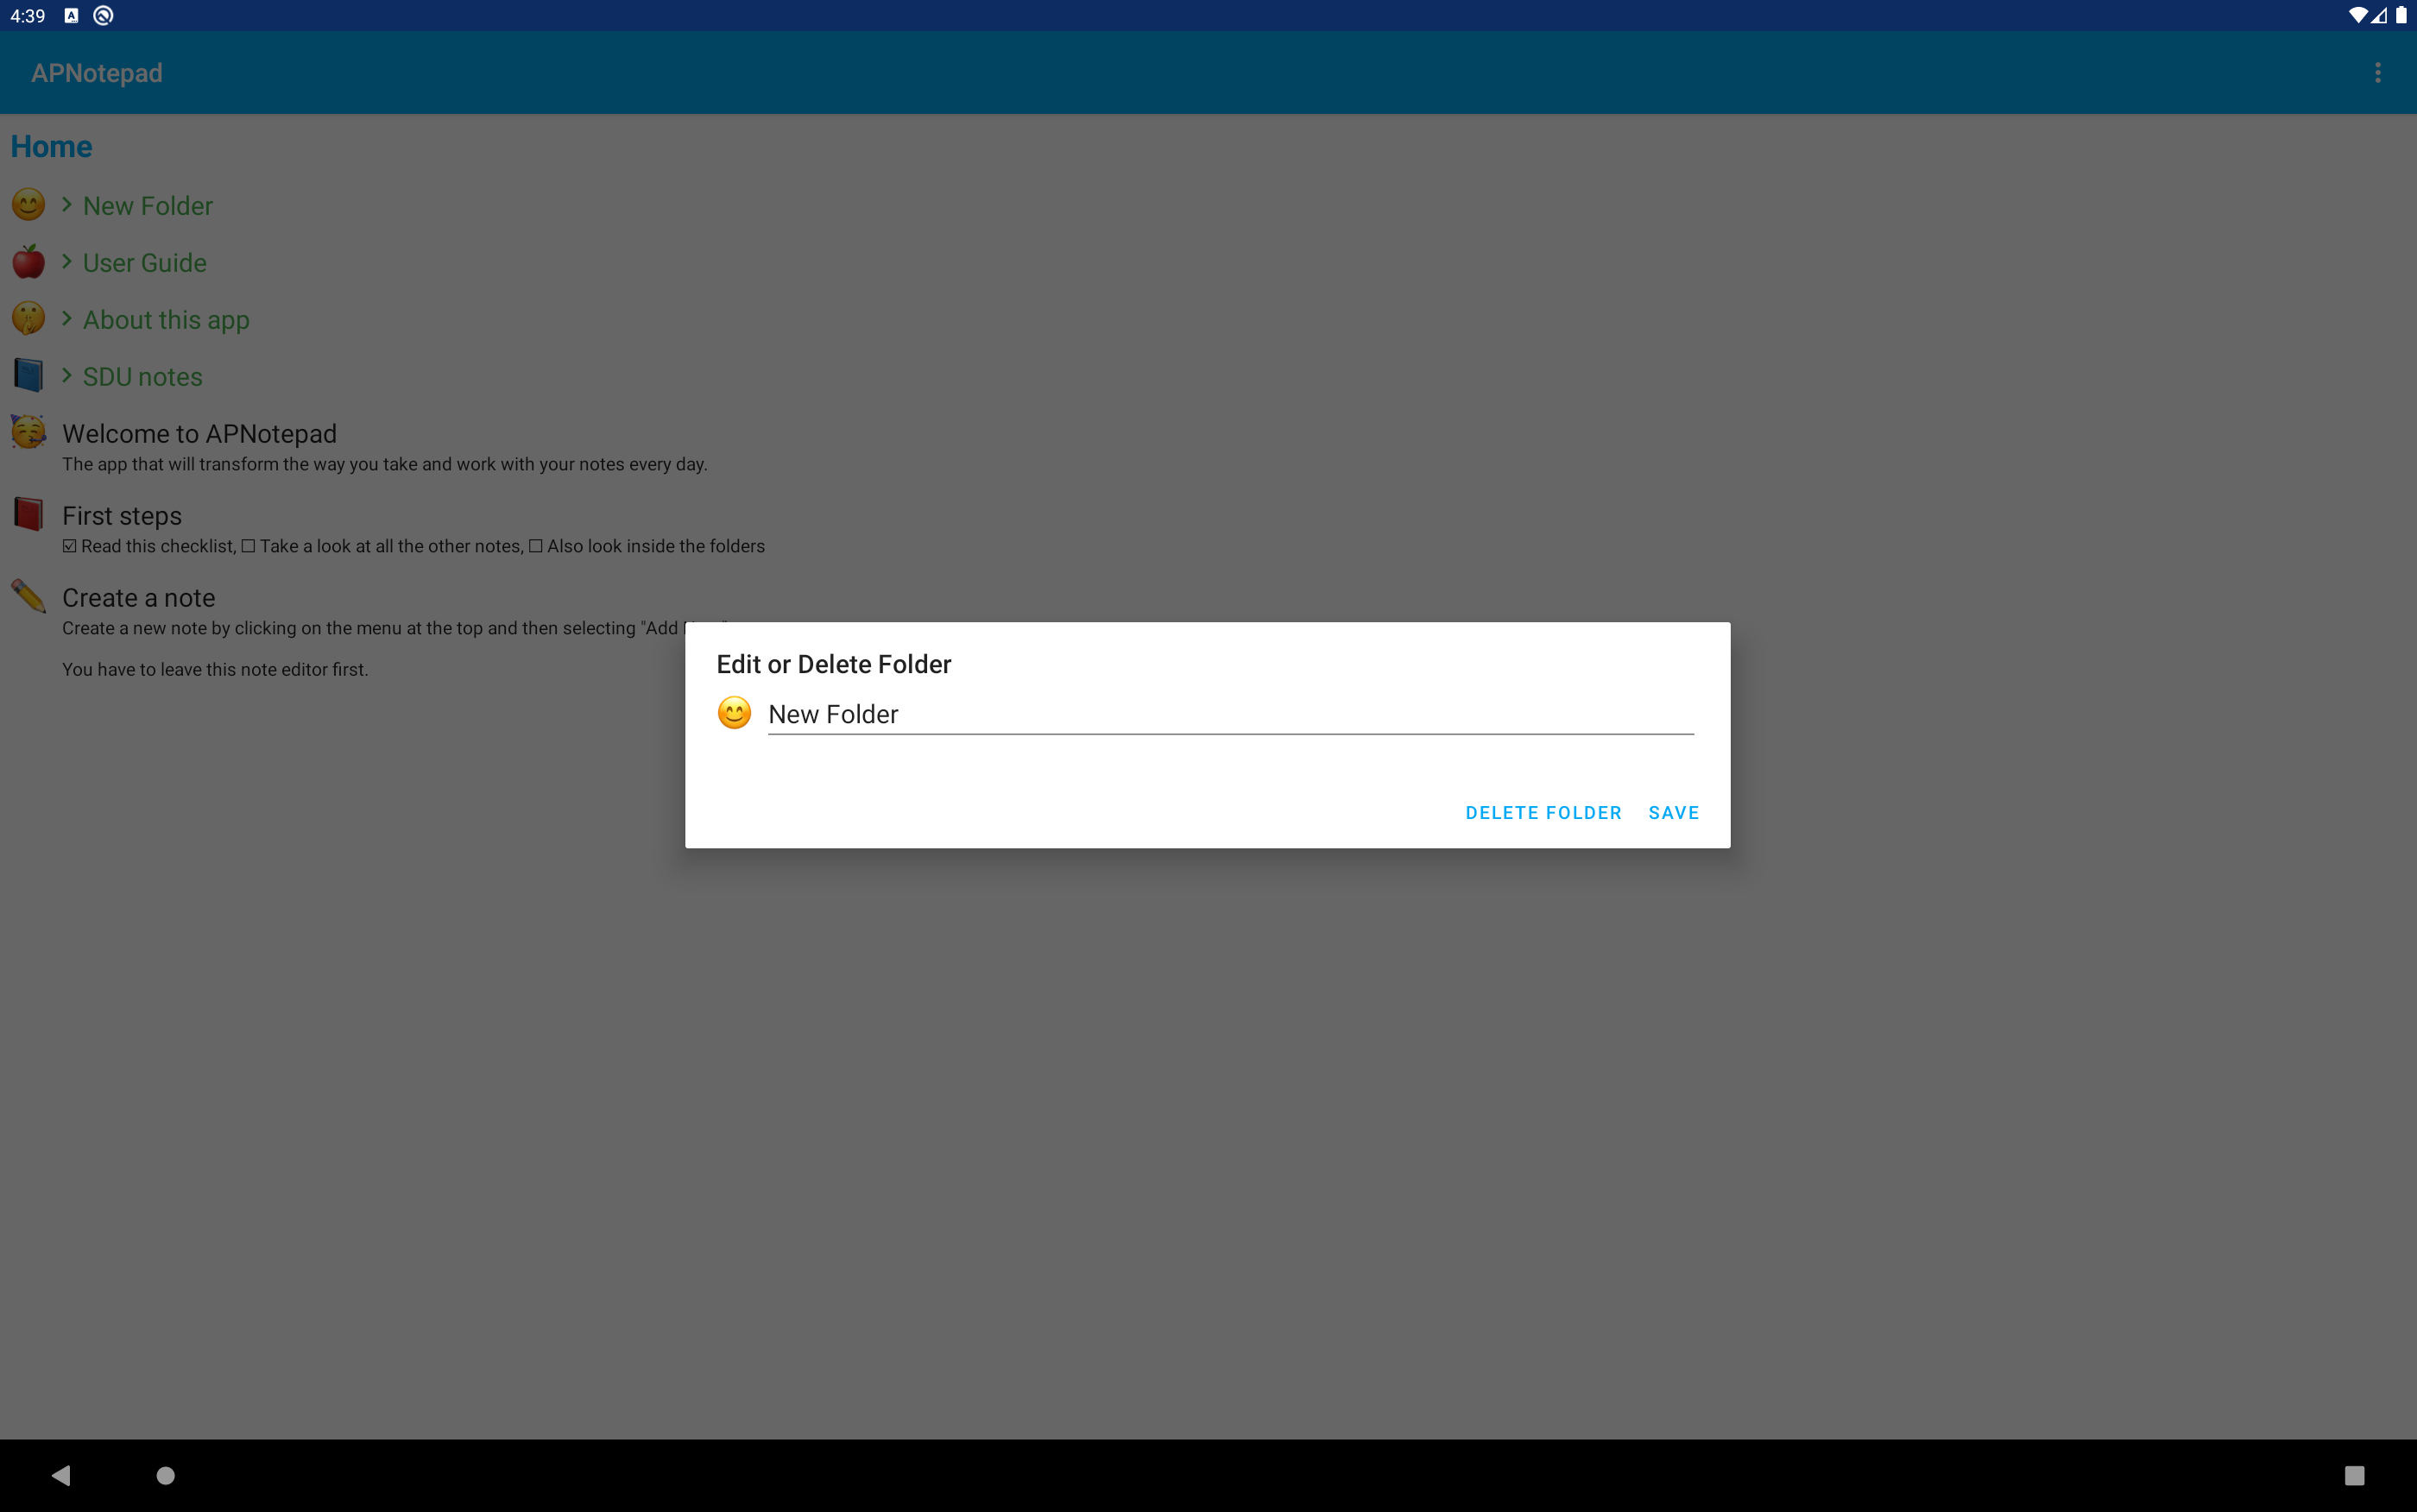 4:39
APNotepad
Home
New Folder
User Guide
About this app
SDU notes
Welcome to APNotepad
The app that will transform the way you take and work with your notes every day.
First steps
☑ Read this checklist, ☐ Take a look at all the other notes, ☐ Also look inside the folders
Create a note
Create a new note by clicking on the menu at the top and then selecting "Add
You have to leave this note editor first.
Edit or Delete Folder
New Folder
DELETE FOLDER SAVE